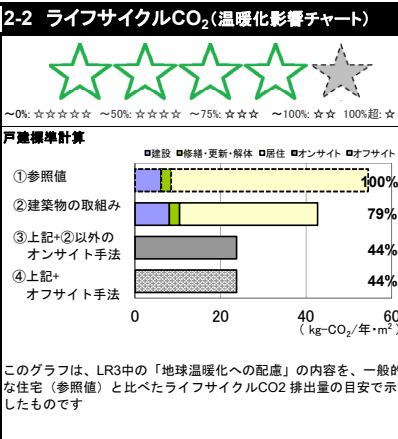 2-2 ライフサイクルCO₂(温暖化影響チャート)
～0%: ☆☆☆☆☆ ～50%: ☆☆☆☆ ～75%: ☆☆☆ ～100%: ☆☆ 100%超: ☆
戸建標準計算
■建設 ■修繕・更新・解体 □居住 ■オンサイト ■オフサイト
①参照値 100%
②建築物の取組み 79%
③上記+②以外の
オンサイト手法 44%
④上記+
オフサイト手法 44%
0 20 40 60
( kg-CO₂/年・m² )
このグラフは、LR3中の「地球温暖化への配慮」の内容を、一般的
な住宅（参照値）と比べたライフサイクルCO2 排出量の目安で示
したものです